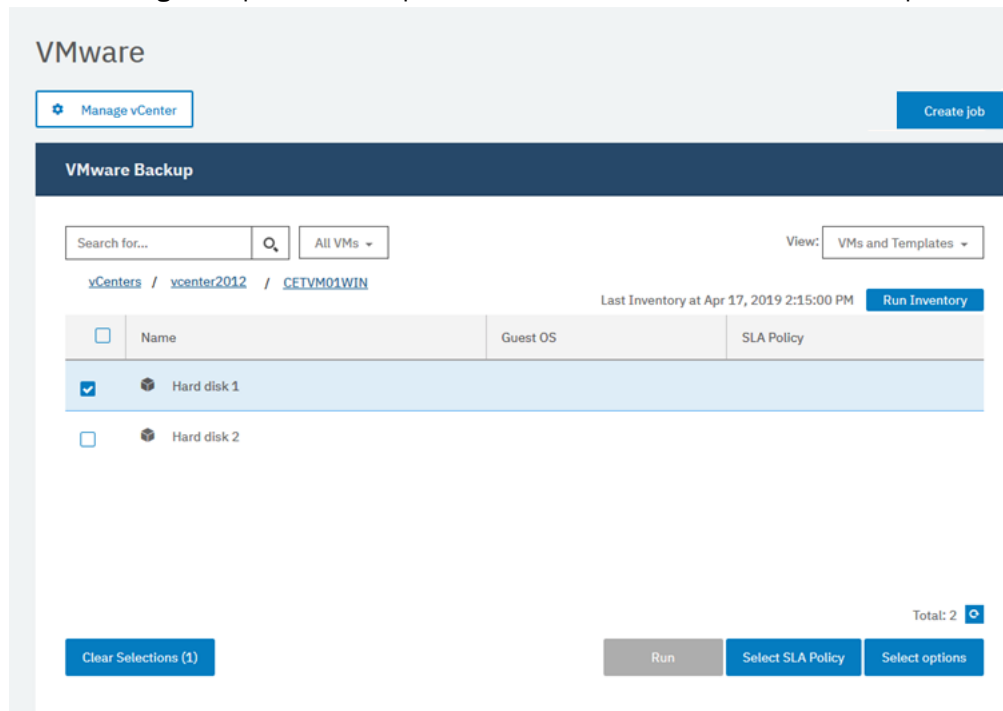 VMware
Manage vCenter
Create job
VMware Backup
Search for...
All VMs
View: VMs and Templates
vCenters / vcenter2012 / CETVM01WIN
Last Inventory at Apr 17, 2019 2:15:00 PM Run Inventory
Name Guest OS SLA Policy
Hard disk 1
Hard disk 2
Total: 2
Clear Selections (1) Run Select SLA Policy Select options